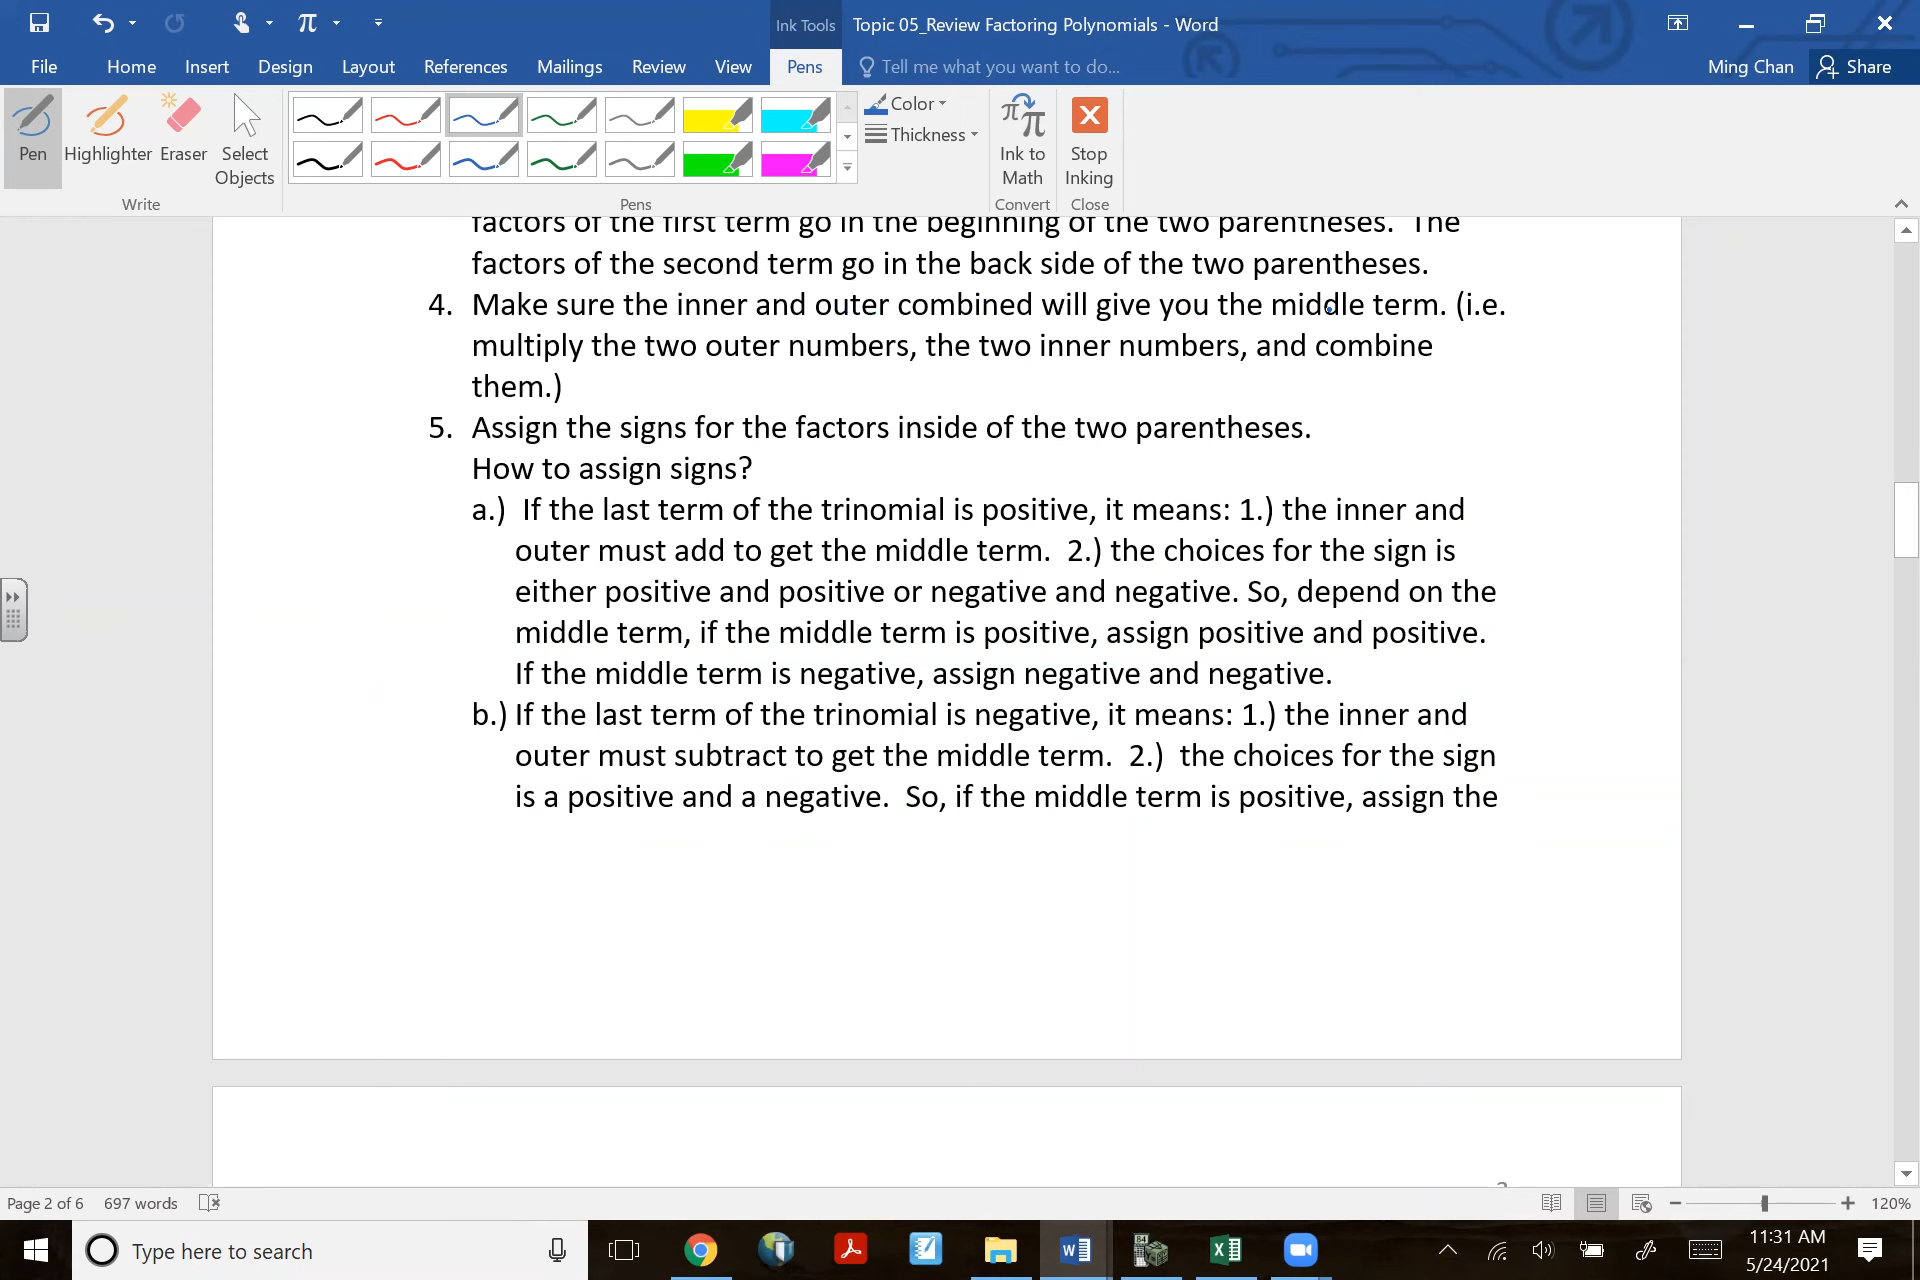 Ink Tools
Topic 05_Review Factoring Polynomials - Word
File Home Insert Design Layout References Mailings Review View Pens Tell me what you want to do... Ming Chan Share
Pen Highlighter Eraser Select Objects
Color
Thickness
Ink to Math
Stop Inking
Write Pens Convert Close
factors of the first term go in the beginning of the two parentheses. The
factors of the second term go in the back side of the two parentheses.
4. Make sure the inner and outer combined will give you the middle term. (i.e.
multiply the two outer numbers, the two inner numbers, and combine
them.)
5. Assign the signs for the factors inside of the two parentheses.
How to assign signs?
a.) If the last term of the trinomial is positive, it means: 1.) the inner and
outer must add to get the middle term. 2.) the choices for the sign is
either positive and positive or negative and negative. So, depend on the
middle term, if the middle term is positive, assign positive and positive.
If the middle term is negative, assign negative and negative.
b.) If the last term of the trinomial is negative, it means: 1.) the inner and
outer must subtract to get the middle term. 2.) the choices for the sign
is a positive and a negative. So, if the middle term is positive, assign the
Page 2 of 6 697 words 120%
Type here to search
11:31 AM
5/24/2021